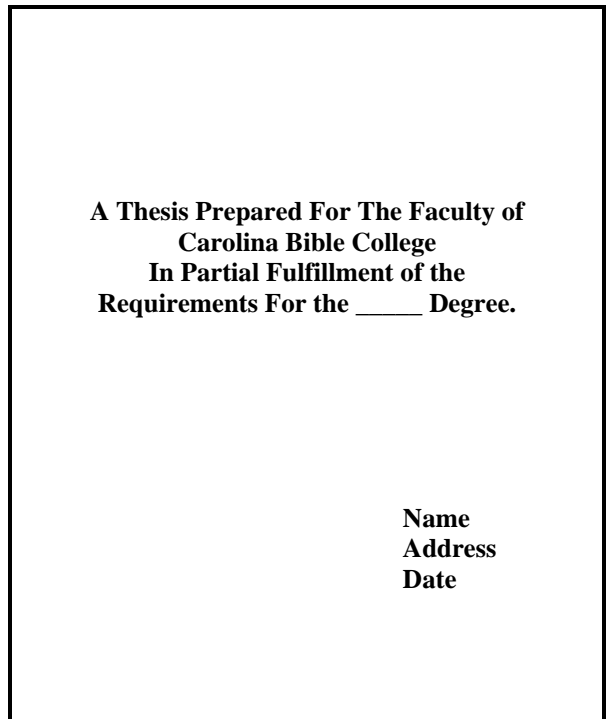 A Thesis Prepared For The Faculty of
Carolina Bible College
In Partial Fulfillment of the
Requirements For the _____ Degree.
Name
Address
Date